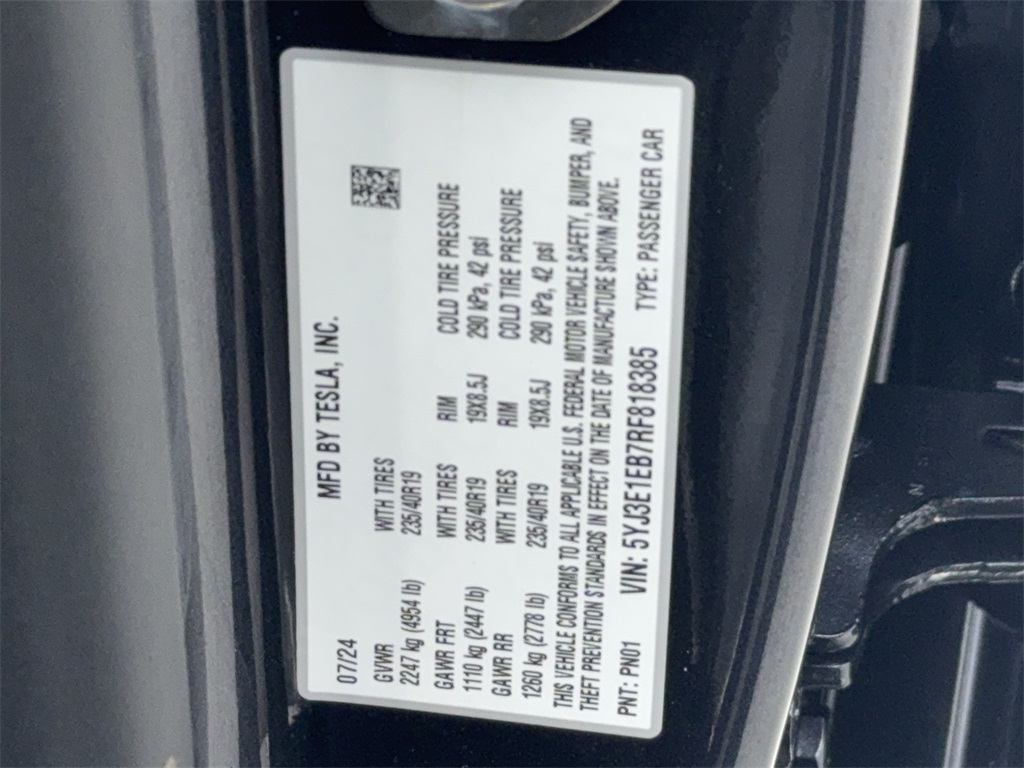 MFD BY TESLA, INC.
07/24
GVWR WITH TIRES
2247 kg (4954 lb) 235/40R19
GAWR FRT WITH TIRES RIM COLD TIRE PRESSURE
1110 kg (2447 lb) 235/40R19 19X8.5J 290 kPa, 42 psi
GAWR RR WITH TIRES RIM COLD TIRE PRESSURE
1260 kg (2778 lb) 235/40R19 19X8.5J 290 kPa, 42 psi
THIS VEHICLE CONFORMS TO ALL APPLICABLE U.S. FEDERAL MOTOR VEHICLE SAFETY, BUMPER, AND
THEFT PREVENTION STANDARDS IN EFFECT ON THE DATE OF MANUFACTURE SHOWN ABOVE.
PNT: PN01 VIN: 5YJ3E1EB7RF818385 TYPE: PASSENGER CAR